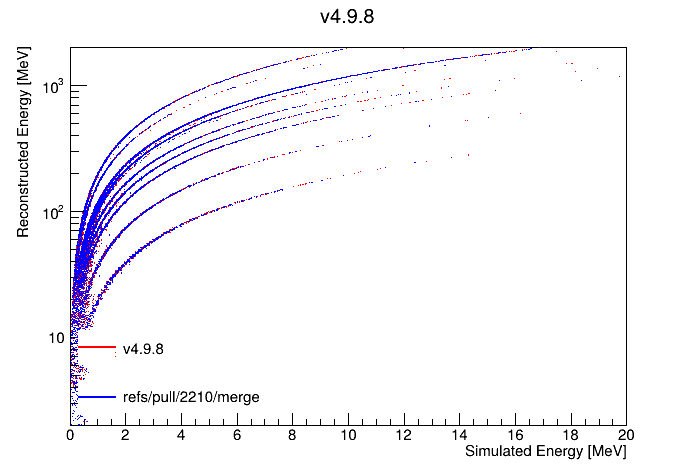 v4.9.8
Reconstructed Energy [MeV]
10³
10²
10
v4.9.8
refs/pull/2210/merge
0 2 4 6 8 10 12 14 16 18 20
Simulated Energy [MeV]